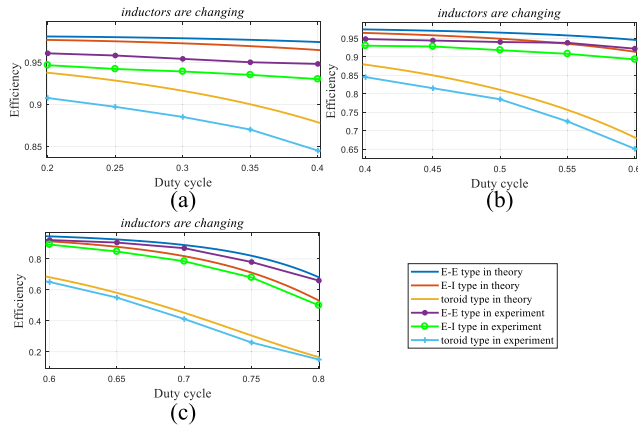 inductors are changing
0.95
0.9
0.85
Efficiency
0.2
0.25
0.3
0.35
0.4
Duty cycle
(a)
inductors are changing
0.95
0.9
0.85
0.8
0.75
0.7
0.65
Efficiency
0.4
0.45
0.5
0.55
0.6
Duty cycle
(b)
inductors are changing
0.8
0.6
0.4
0.2
Efficiency
0.6
0.65
0.7
0.75
0.8
Duty cycle
(c)
E-E type in theory
E-I type in theory
toroid type in theory
E-E type in experiment
E-I type in experiment
toroid type in experiment